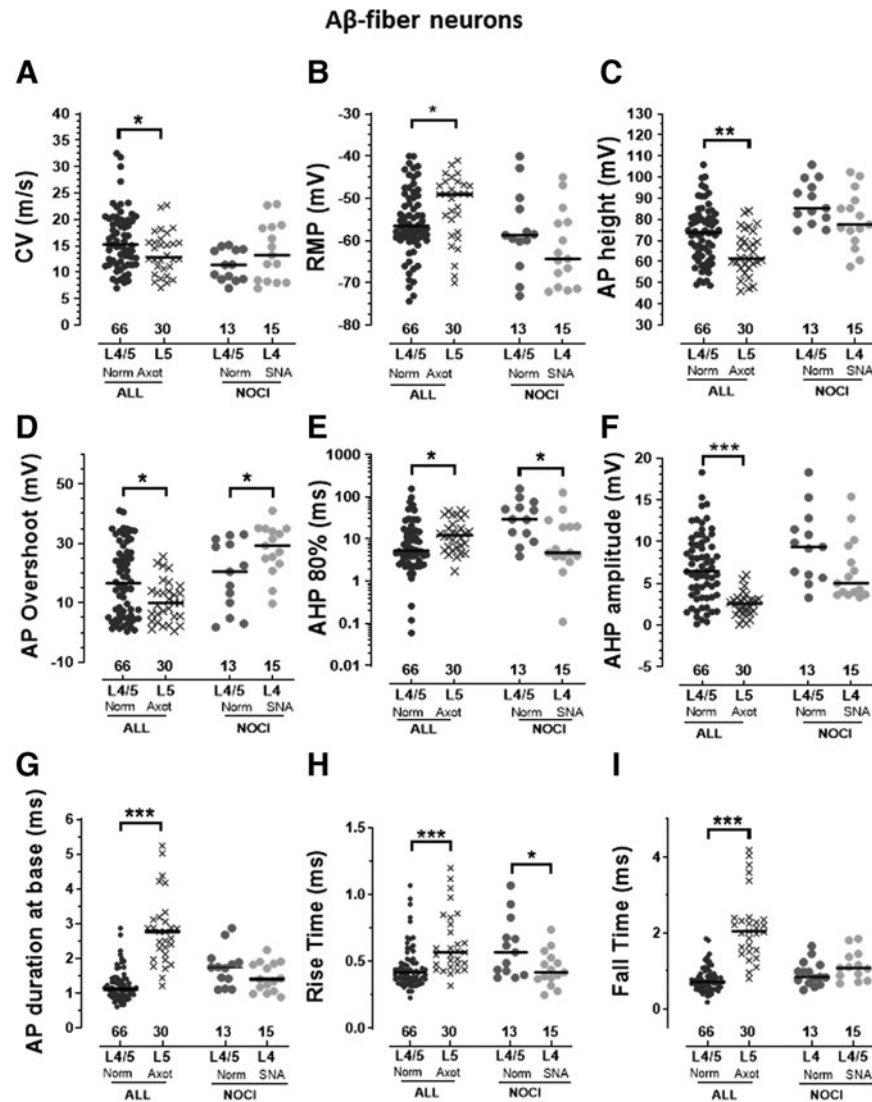 Aβ-fiber neurons
A
CV (m/s)
40
35
30
25
20
15
10
5
0
*
66
30
13
15
L4/5
L5
L4/5
L4
Norm
Axot
Norm
SNA
ALL
NOCI
B
RMP (mV)
-30
-40
-50
-60
-70
-80
*
66
30
13
15
L4/5
L5
L4/5
L4
Norm
Axot
Norm
SNA
ALL
NOCI
C
AP height (mV)
130
120
110
100
90
80
70
60
50
40
30
**
66
30
13
15
L4/5
L5
L4/5
L4
Norm
Axot
Norm
SNA
ALL
NOCI
D
AP Overshoot (mV)
50
30
10
-10
*
*
66
30
13
15
L4/5
L5
L4/5
L4
Norm
Axot
Norm
SNA
ALL
NOCI
E
AHP 80% (ms)
1000
100
10
1
0.1
0.01
*
*
66
30
13
15
L4/5
L5
L4/5
L4
Norm
Axot
Norm
SNA
ALL
NOCI
F
AHP amplitude (mV)
20
15
10
5
0
-5
***
66
30
13
15
L4/5
L5
L4/5
L4
Norm
Axot
Norm
SNA
ALL
NOCI
G
AP duration at base (ms)
6
5
4
3
2
1
0
***
66
30
13
15
L4/5
L5
L4/5
L4
Norm
Axot
Norm
SNA
ALL
NOCI
H
Rise Time (ms)
1.5
1.0
0.5
0.0
***
*
66
30
13
15
L4/5
L5
L4/5
L4
Norm
Axot
Norm
SNA
ALL
NOCI
I
Fall Time (ms)
4
2
0
***
66
30
13
15
L4/5
L5
L4
L4/5
Norm
Axot
Norm
SNA
ALL
NOCI